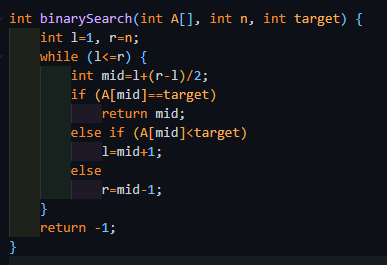 int binarySearch(int A[], int n, int target) {
    int l=1, r=n;
    while (l<=r) {
        int mid=l+(r-l)/2;
        if (A[mid]==target)
            return mid;
        else if (A[mid]<target)
            l=mid+1;
        else
            r=mid-1;
    }
    return -1;
}